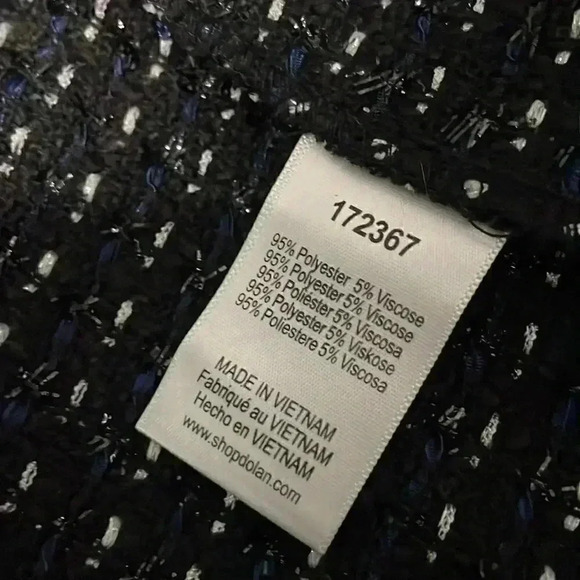 172367
95% Polyester 5% Viscose
95% Polyester 5% Viscose
95% Poliéster 5% Viscosa
95% Polyester 5% Viskose
95% Poliestere 5% Viscosa
MADE IN VIETNAM
Fabriqué au VIETNAM
Hecho en VIETNAM
www.shopdolan.com